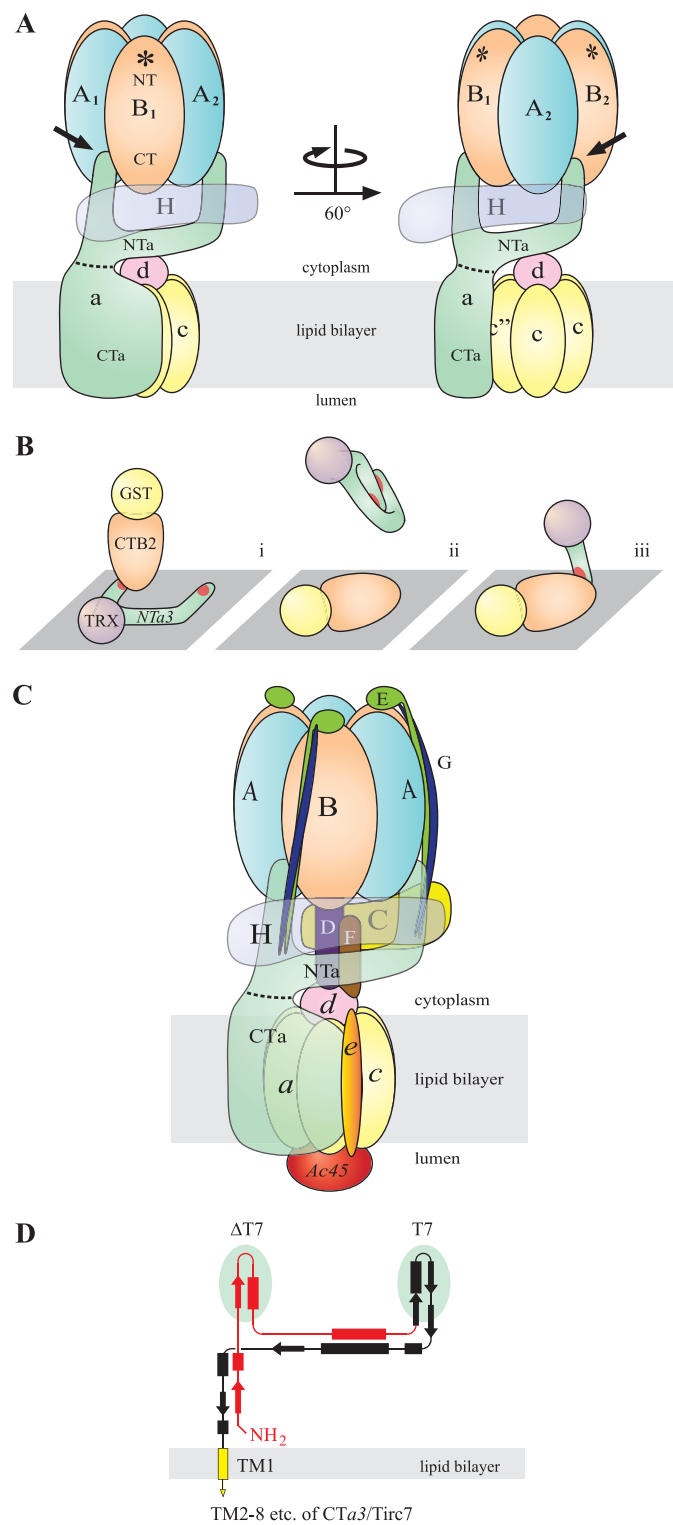 A
*
NT
A1
B1
A2
CT
H
NTa
d
a
c
CTa
60°
cytoplasm
lipid bilayer
lumen
*
*
B1
A2
B2
H
NTa
d
a
c”
c
c
CTa
B
GST
CTB2
TRX
NTa3
i
ii
iii
C
E
G
A
B
A
H
D
C
F
NTa
d
cytoplasm
CTa
e
a
c
lipid bilayer
lumen
Ac45
D
ΔT7
T7
NH2
TM1
lipid bilayer
TM2-8 etc. of CTa3/Tirc7